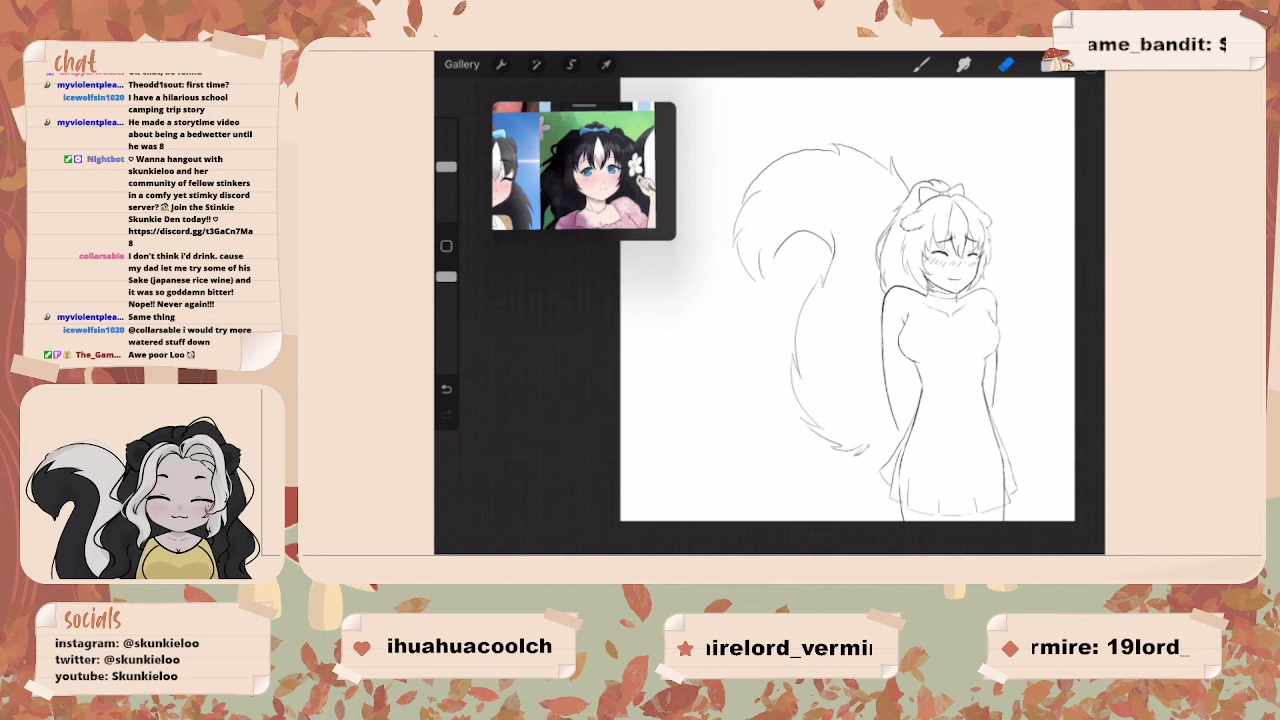 chat
myviolentplea... Theodd1sout: first time?
icewolfsin1020 I have a hilarious school
camping trip story
myviolentplea... He made a storytime video
about being a bedwetter until
he was 8
Nightbot ♡ Wanna hangout with
skunkieloo and her
community of fellow stinkers
in a comfy yet stimky discord
server? Join the Stinkie
Skunkie Den today!! ♡
https://discord.gg/t3GaCn7Ma
8
collarsable I don't think i'd drink. cause
my dad let me try some of his
Sake (japanese rice wine) and
it was so goddamn bitter!
Nope!! Never again!!!
myviolentplea... Same thing
icewolfsin1020 @collarsable i would try more
watered stuff down
The_Gam... Awe poor Loo
Gallery
ame_bandit: $
socials
instagram: @skunkieloo
twitter: @skunkieloo
youtube: Skunkieloo
ihuahuacoolch
irelord_vermi
rmire: 19lord_